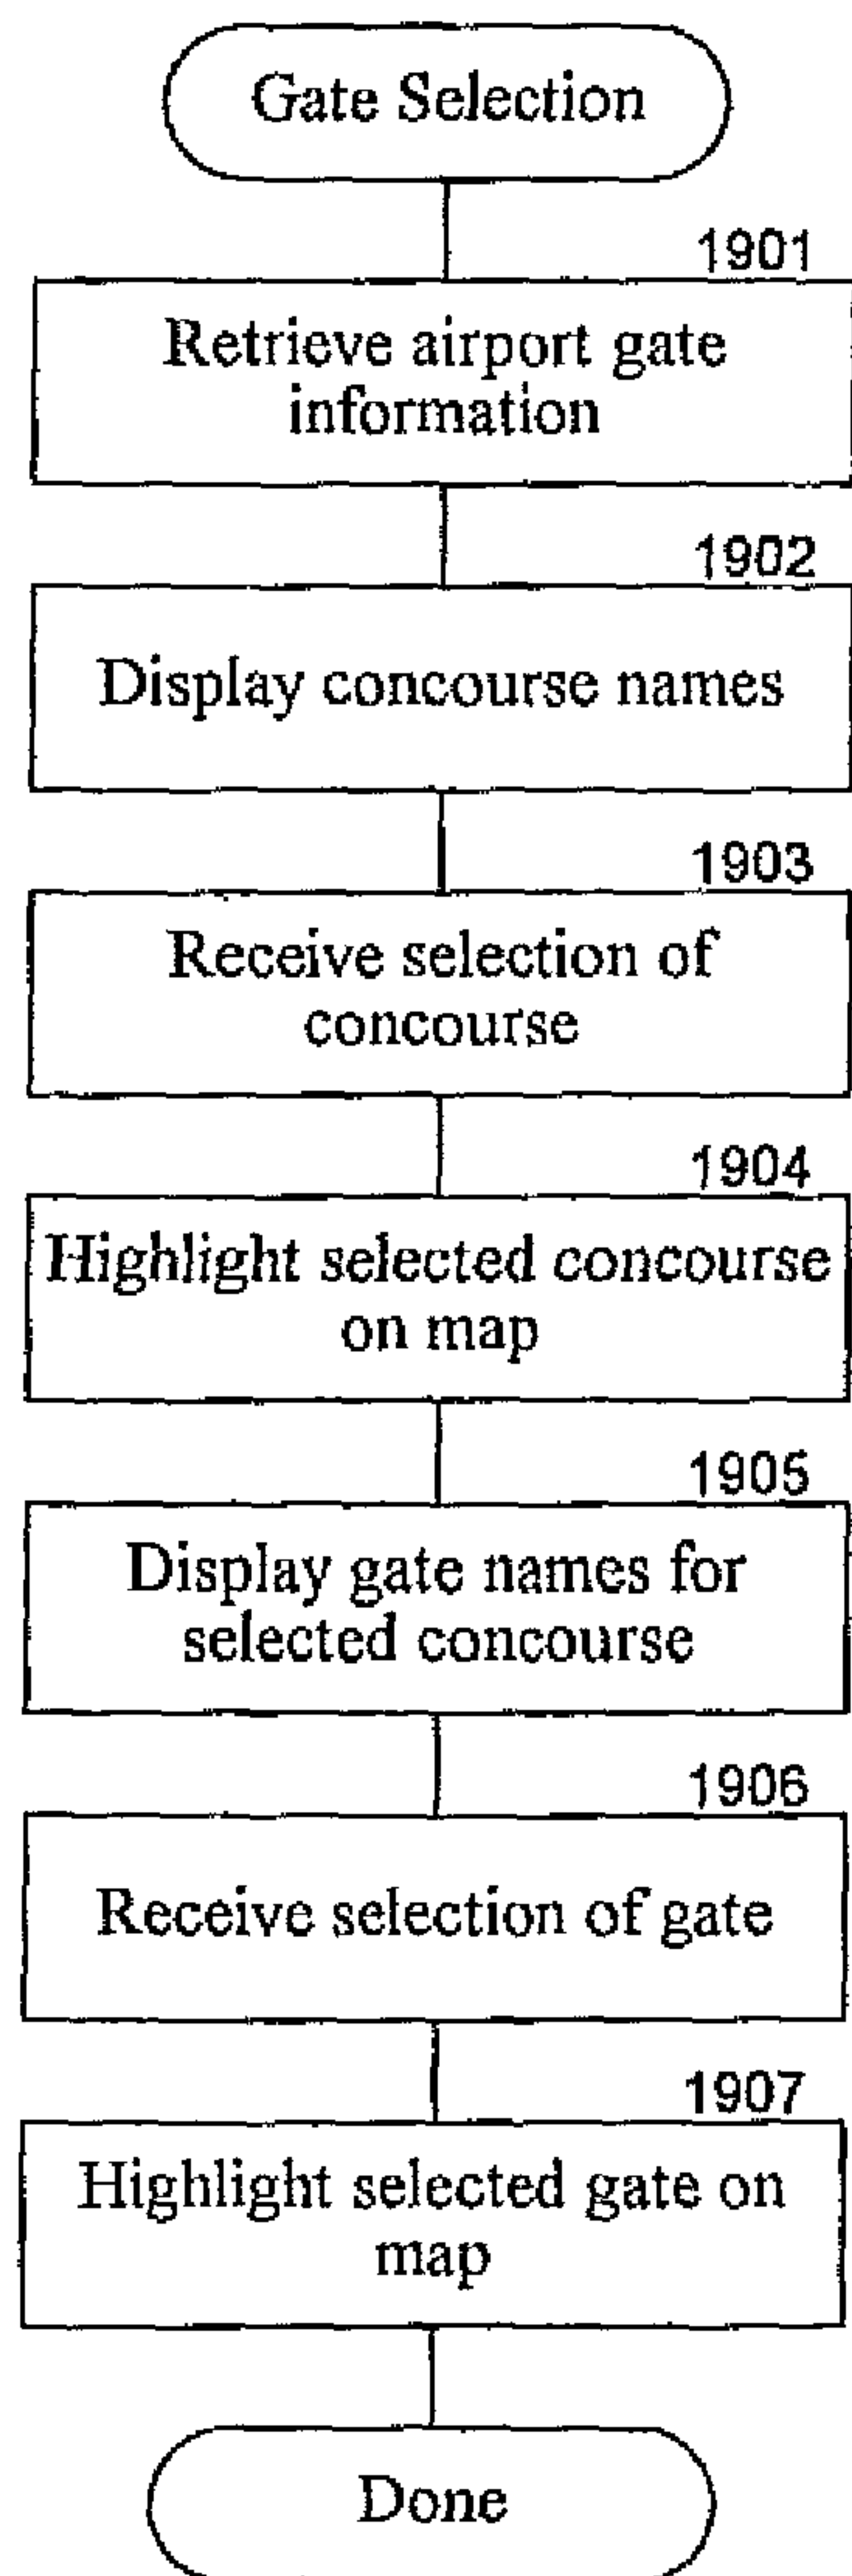 Gate Selection
1901
Retrieve airport gate
information
1902
Display concourse names
1903
Receive selection of
concourse
1904
Highlight selected concourse
on map
1905
Display gate names for
selected concourse
1906
Receive selection of gate
1907
Highlight selected gate on
map
Done